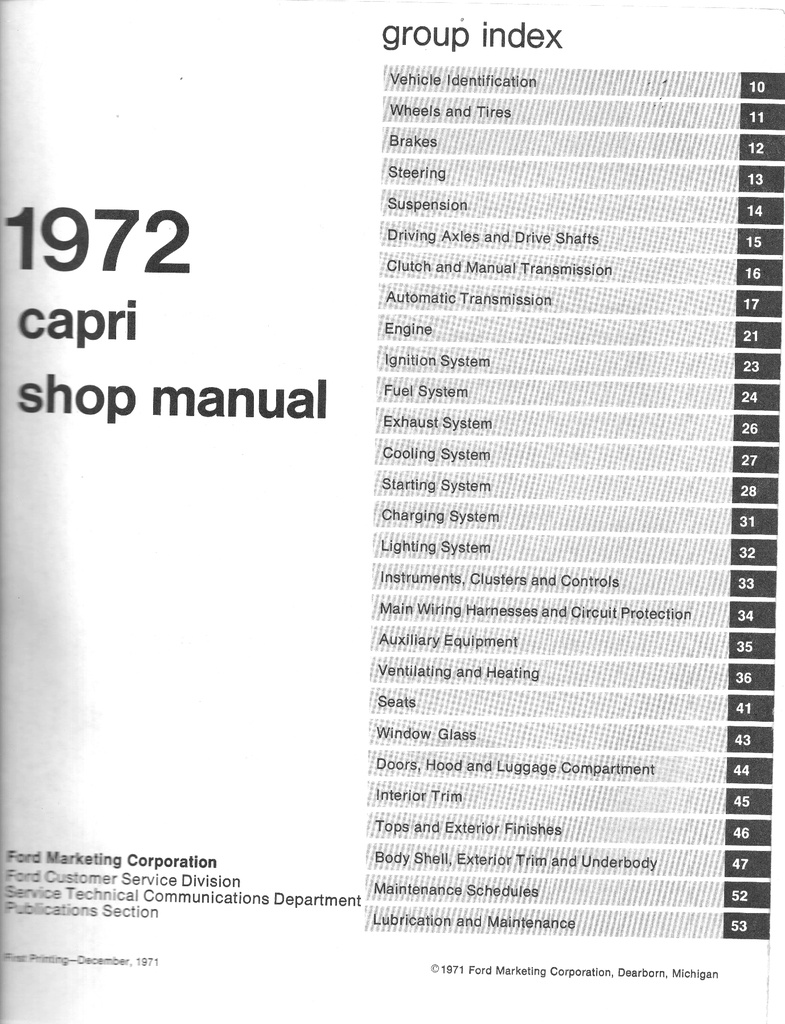 group index
Vehicle Identification 10
Wheels and Tires 11
Brakes 12
Steering 13
Suspension 14
Driving Axles and Drive Shafts 15
Clutch and Manual Transmission 16
Automatic Transmission 17
Engine 21
Ignition System 23
Fuel System 24
Exhaust System 26
Cooling System 27
Starting System 28
Charging System 31
Lighting System 32
Instruments, Clusters and Controls 33
Main Wiring Harnesses and Circuit Protection 34
Auxiliary Equipment 35
Ventilating and Heating 36
Seats 41
Window Glass 43
Doors, Hood and Luggage Compartment 44
Interior Trim 45
Tops and Exterior Finishes 46
Body Shell, Exterior Trim and Underbody 47
Maintenance Schedules 52
Lubrication and Maintenance 53
1972
capri
shop manual
Ford Marketing Corporation
Ford Customer Service Division
Service Technical Communications Department
Publications Section
First Printing—December, 1971
©1971 Ford Marketing Corporation, Dearborn, Michigan